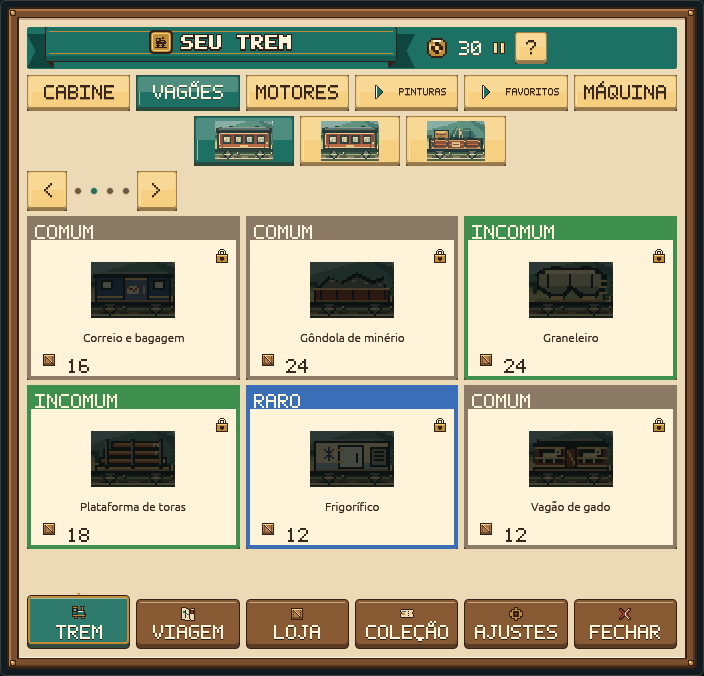 SEU TREM
30
?
CABINE
VAGÕES
MOTORES
PINTURAS
FAVORITOS
MÁQUINA
COMUM
COMUM
INCOMUM
Correio e bagagem
Gôndola de minério
Graneleiro
16
24
24
INCOMUM
RARO
COMUM
Plataforma de toras
Frigorífico
Vagão de gado
18
12
12
TREM
VIAGEM
LOJA
COLEÇÃO
AJUSTES
FECHAR